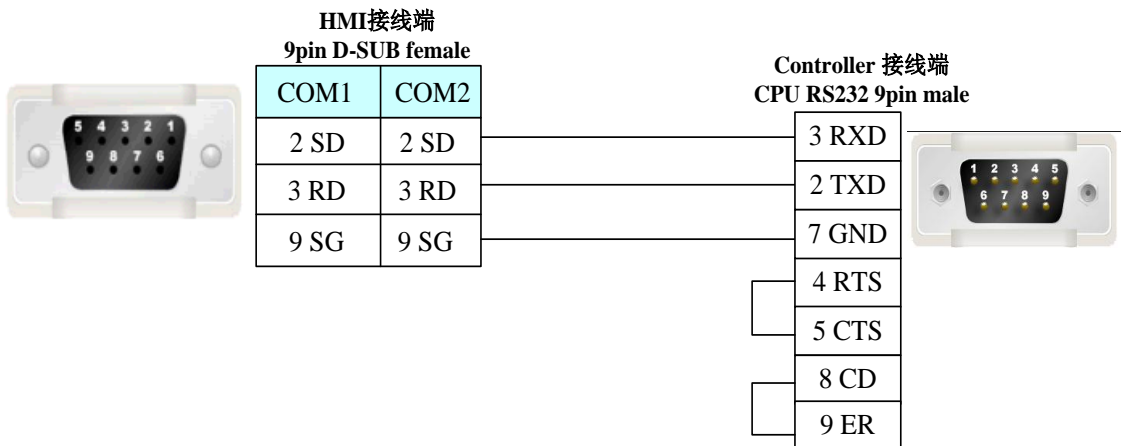 HMI接线端
9pin D-SUB female
COM1 COM2
2 SD 2 SD
3 RD 3 RD
9 SG 9 SG
5 4 3 2 1
9 8 7 6
Controller 接线端
CPU RS232 9pin male
3 RXD
2 TXD
7 GND
4 RTS
5 CTS
8 CD
9 ER
1 2 3 4 5
6 7 8 9